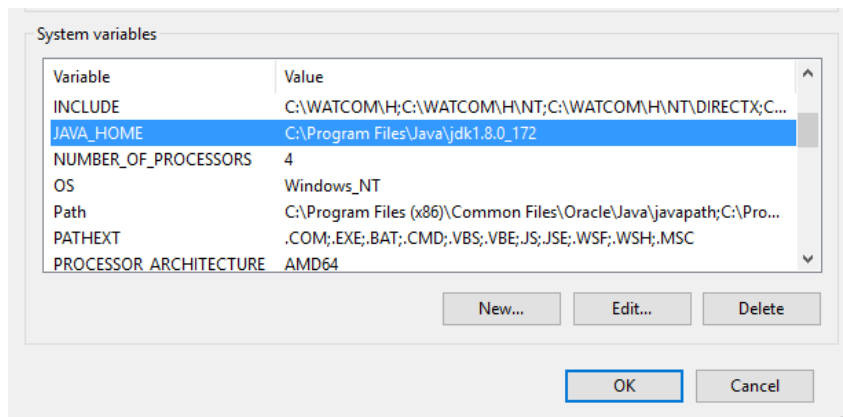 System variables
Variable Value
INCLUDE C:\WATCOM\H;C:\WATCOM\H\NT;C:\WATCOM\H\NT\DIRECTX;C...
JAVA_HOME C:\Program Files\Java\jdk1.8.0_172
NUMBER_OF_PROCESSORS 4
OS Windows_NT
Path C:\Program Files (x86)\Common Files\Oracle\Java\javapath;C:\Pro...
PATHEXT .COM;.EXE;.BAT;.CMD;.VBS;.VBE;.JS;.JSE;.WSF;.WSH;.MSC
PROCESSOR_ARCHITECTURE AMD64
New... Edit... Delete
OK Cancel